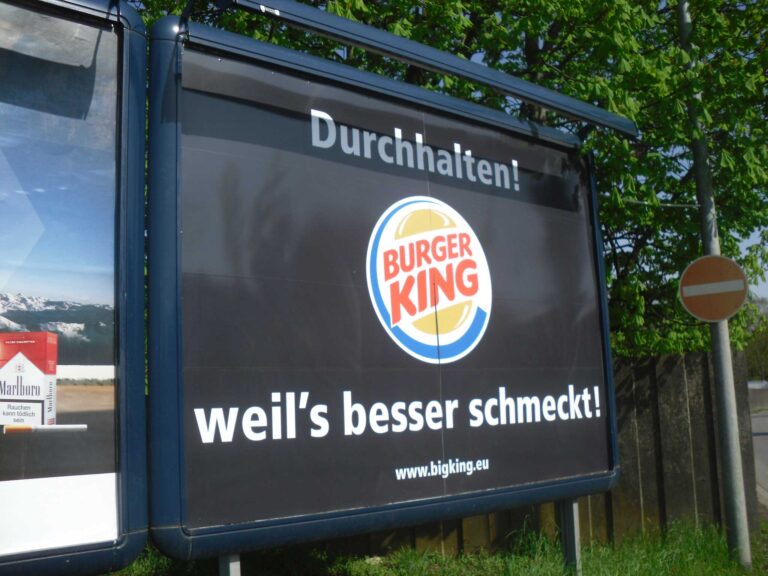 Durchhalten!
BURGER
KING
weil's besser schmeckt!
www.bigking.eu
Marlboro
Rauchen
kann tödlich
sein